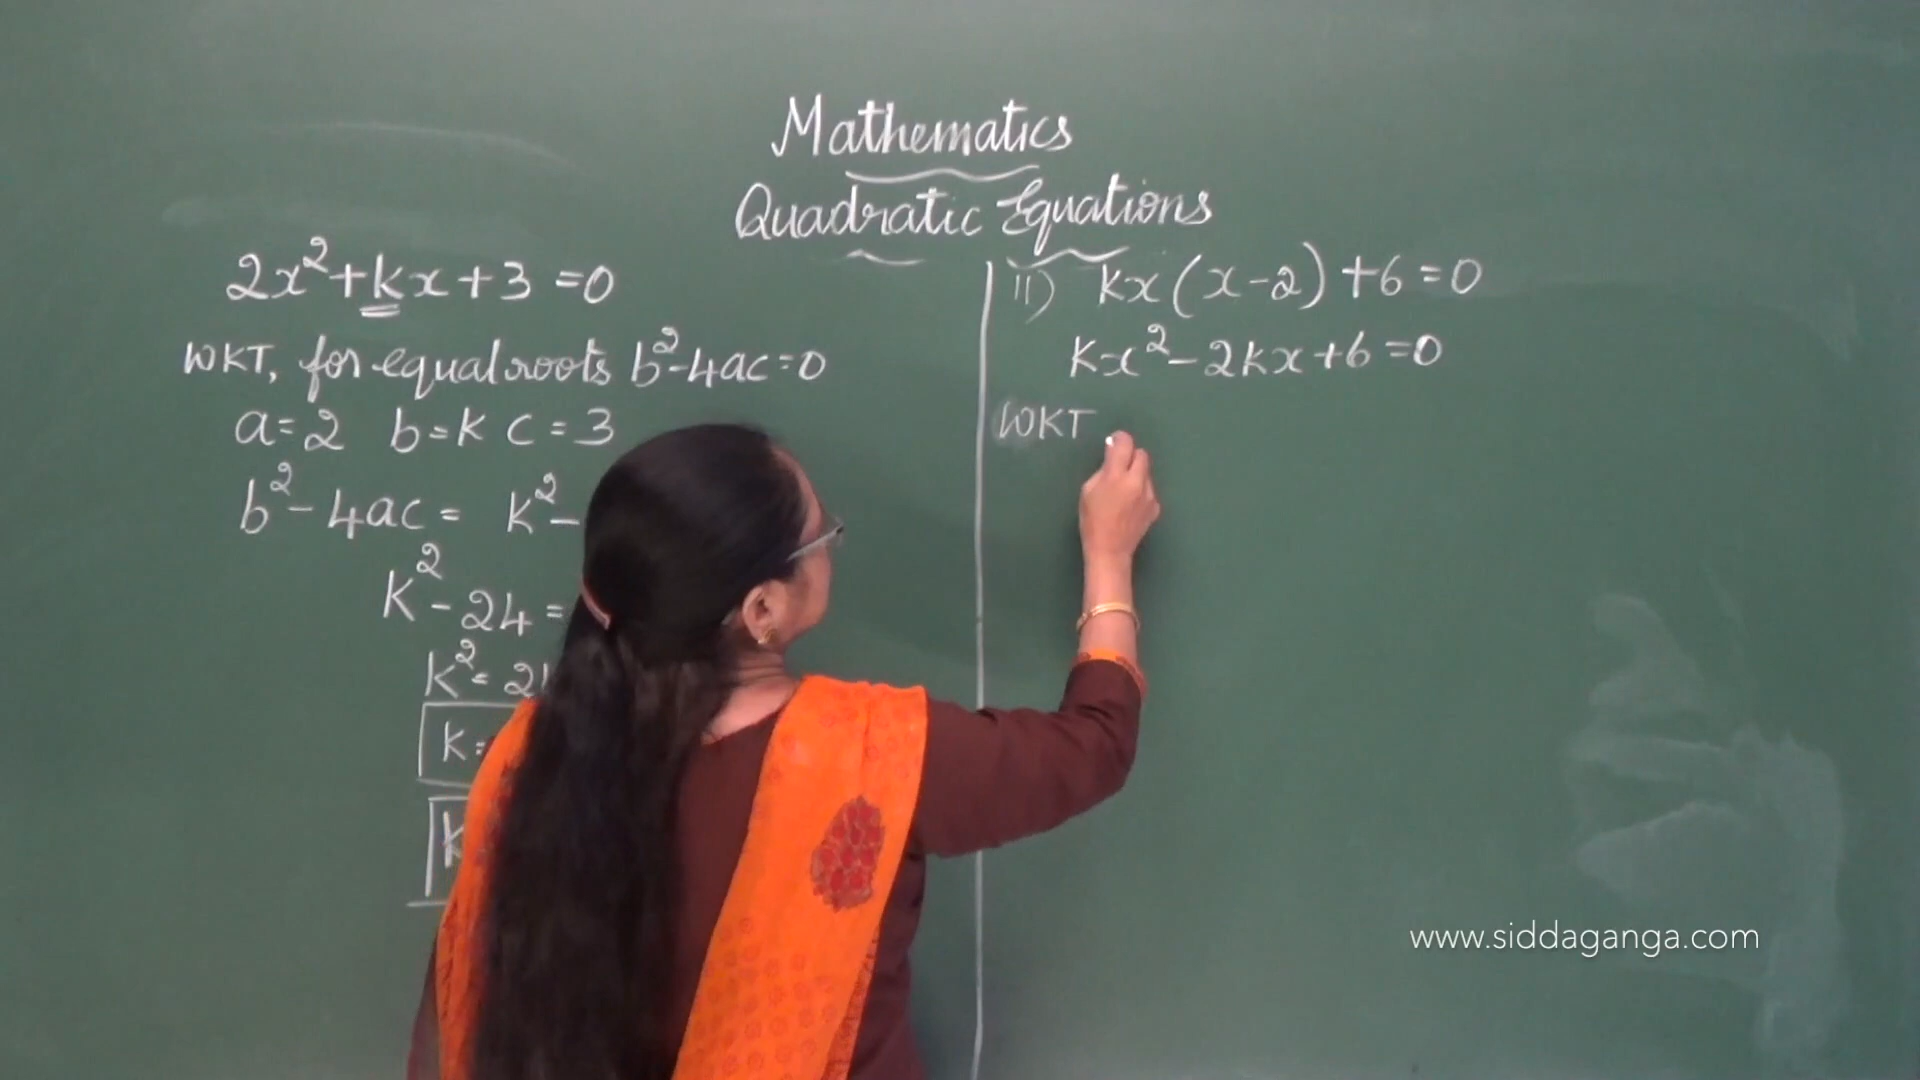 Mathematics
Quadratic Equations
2x²+kx+3=0
WKT, for equal roots b²-4ac=0
a=2 b=k c=3
b²-4ac= k²-
k²-24=
k²=2
k=
k
ii) kx(x-2)+6=0
kx²-2kx+6=0
WKT
www.siddaganga.com